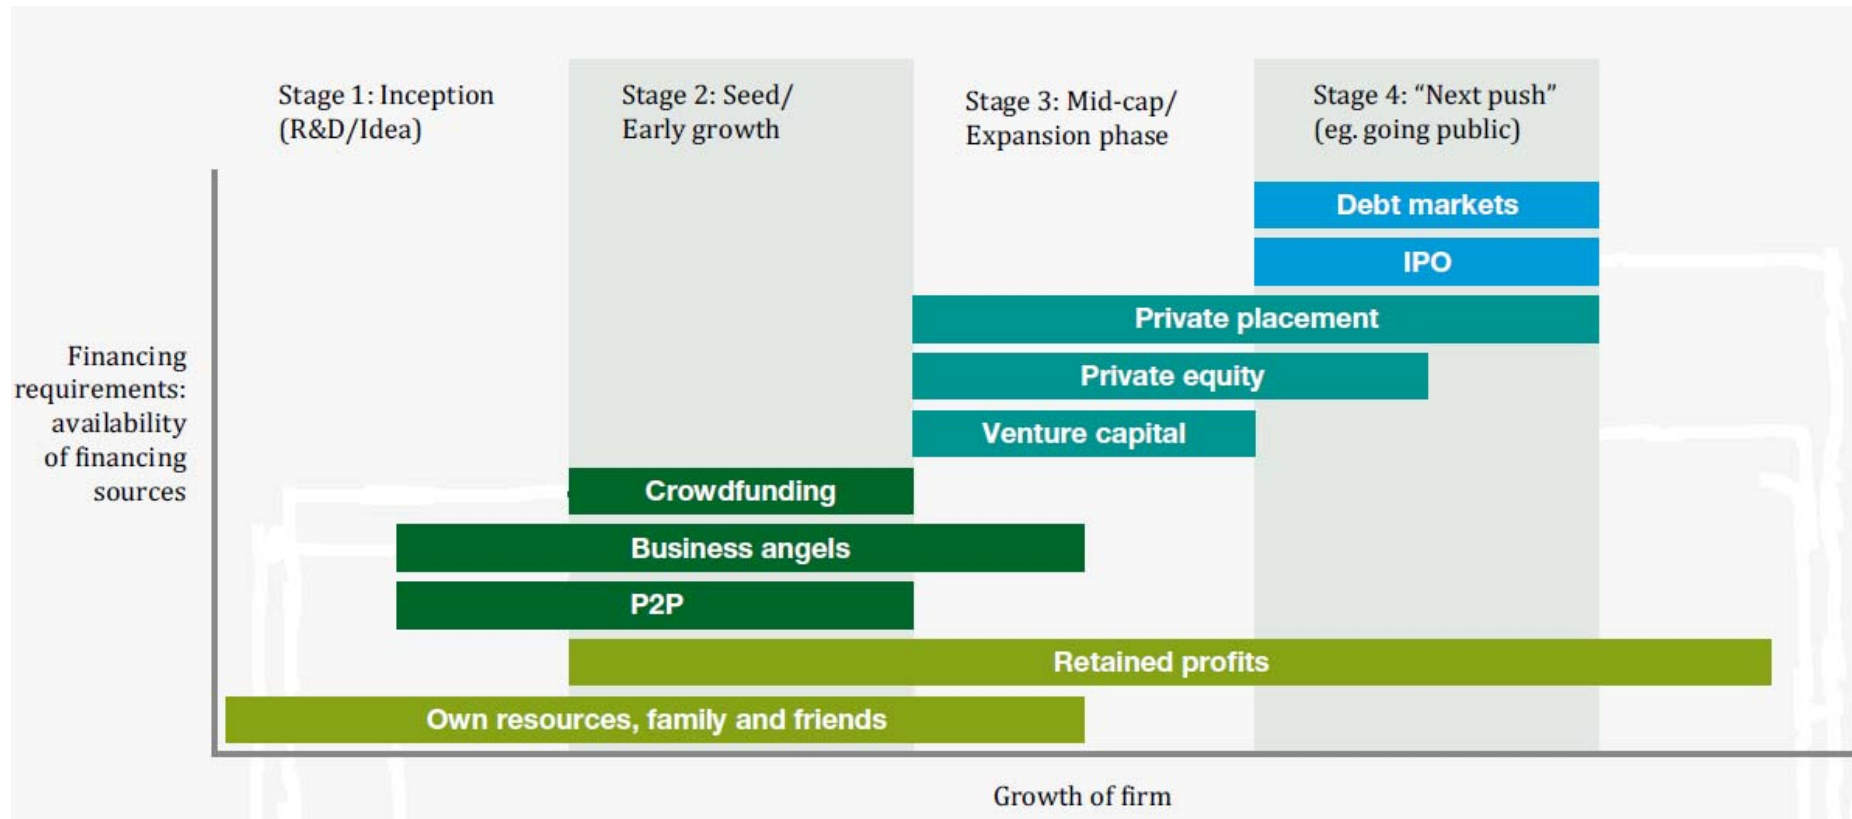 Stage 1: Inception
(R&D/Idea)
Stage 2: Seed/
Early growth
Stage 3: Mid-cap/
Expansion phase
Stage 4: “Next push”
(eg. going public)
Debt markets
IPO
Private placement
Private equity
Venture capital
Crowdfunding
Business angels
P2P
Retained profits
Own resources, family and friends
Financing
requirements:
availability
of financing
sources
Growth of firm